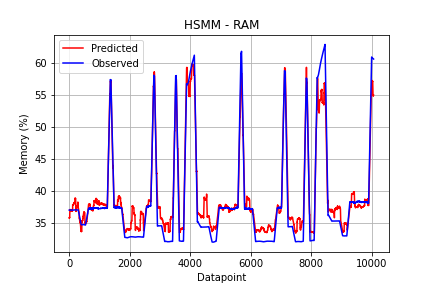 HSMM - RAM
Predicted
Observed
Memory (%)
60
55
50
45
40
35
0
2000
4000
6000
8000
10000
Datapoint